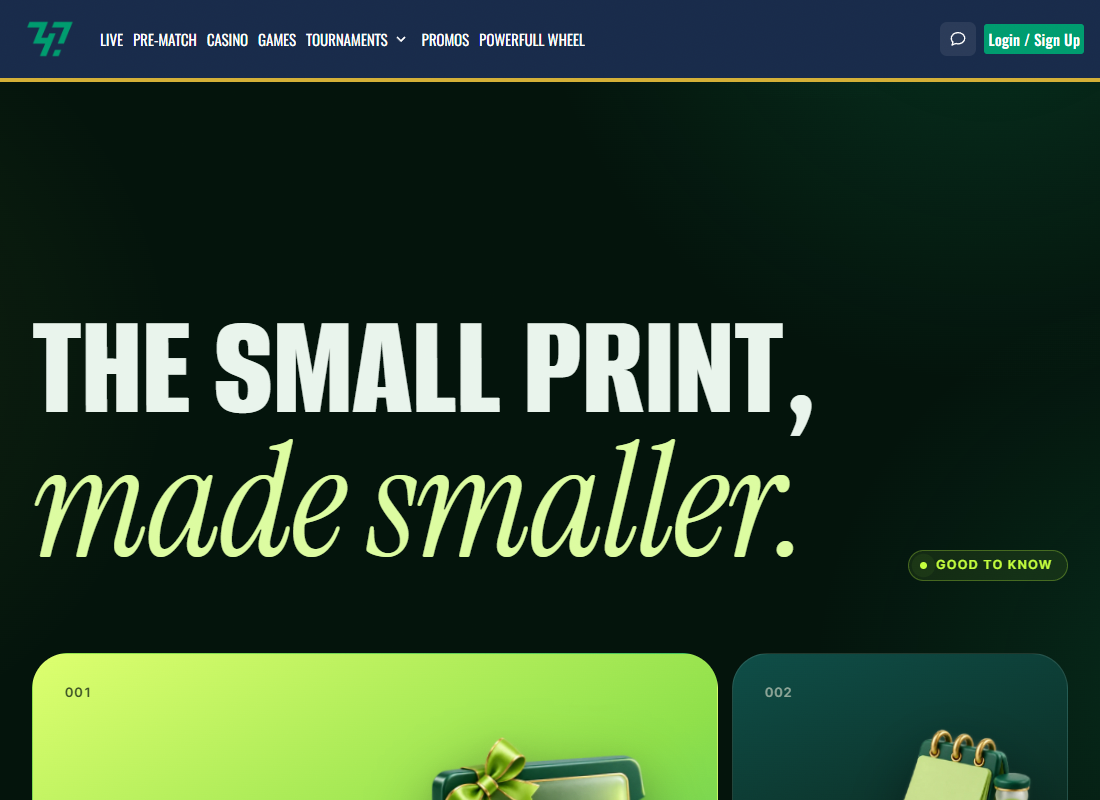 LIVE PRE-MATCH CASINO GAMES TOURNAMENTS PROMOS POWERFULL WHEEL Login / Sign Up
THE SMALL PRINT,
made smaller.
GOOD TO KNOW
001 002